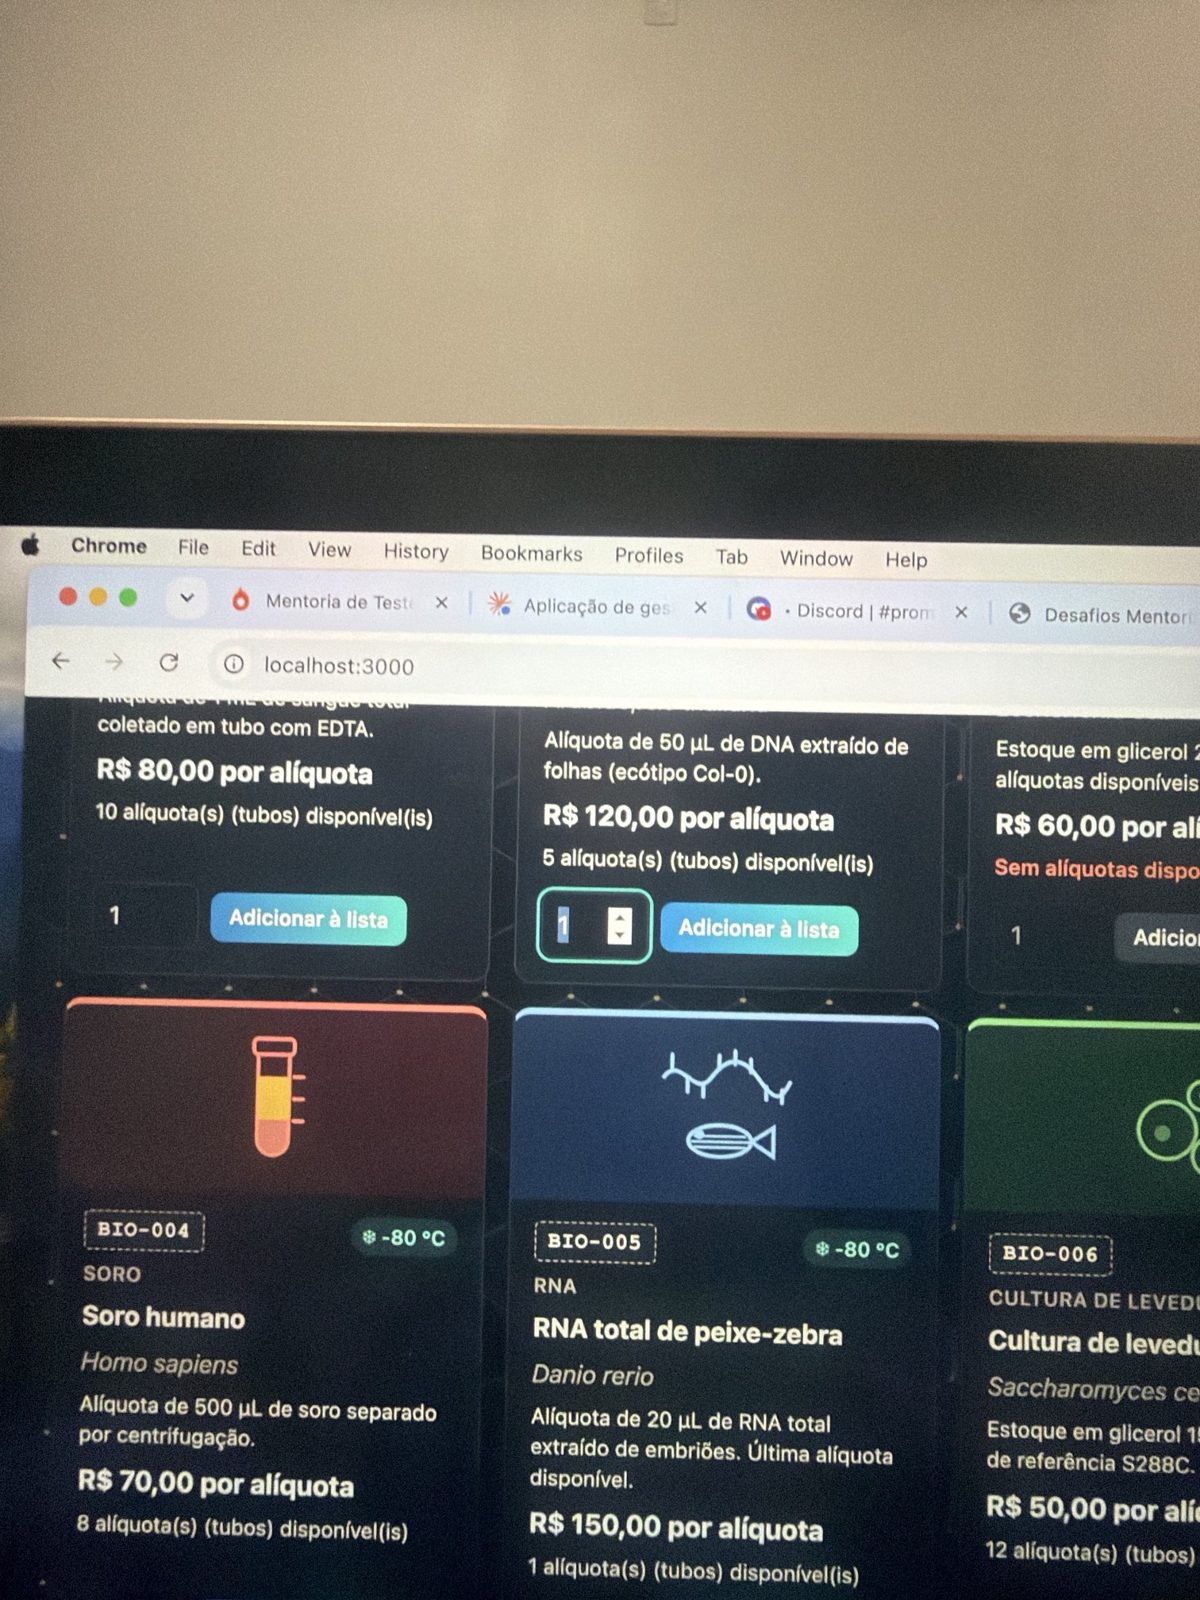 Chrome File Edit View History Bookmarks Profiles Tab Window Help
Mentoria de Teste
Aplicação de ges
• Discord | #prom
Desafios Mentori
localhost:3000
coletado em tubo com EDTA.
R$ 80,00 por alíquota
10 alíquota(s) (tubos) disponível(is)
1
Adicionar à lista
Alíquota de 50 µL de DNA extraído de
folhas (ecótipo Col-0).
R$ 120,00 por alíquota
5 alíquota(s) (tubos) disponível(is)
1
Adicionar à lista
Estoque em glicerol
alíquotas disponíveis
R$ 60,00 por alí
Sem alíquotas dispo
1
Adicio
BIO-004
❄ -80 °C
SORO
Soro humano
Homo sapiens
Alíquota de 500 µL de soro separado
por centrifugação.
R$ 70,00 por alíquota
8 alíquota(s) (tubos) disponível(is)
BIO-005
❄ -80 °C
RNA
RNA total de peixe-zebra
Danio rerio
Alíquota de 20 µL de RNA total
extraído de embriões. Última alíquota
disponível.
R$ 150,00 por alíquota
1 alíquota(s) (tubos) disponível(is)
BIO-006
CULTURA DE LEVED
Cultura de levedu
Saccharomyces ce
Estoque em glicerol 1
de referência S288C.
R$ 50,00 por alí
12 alíquota(s) (tubos)